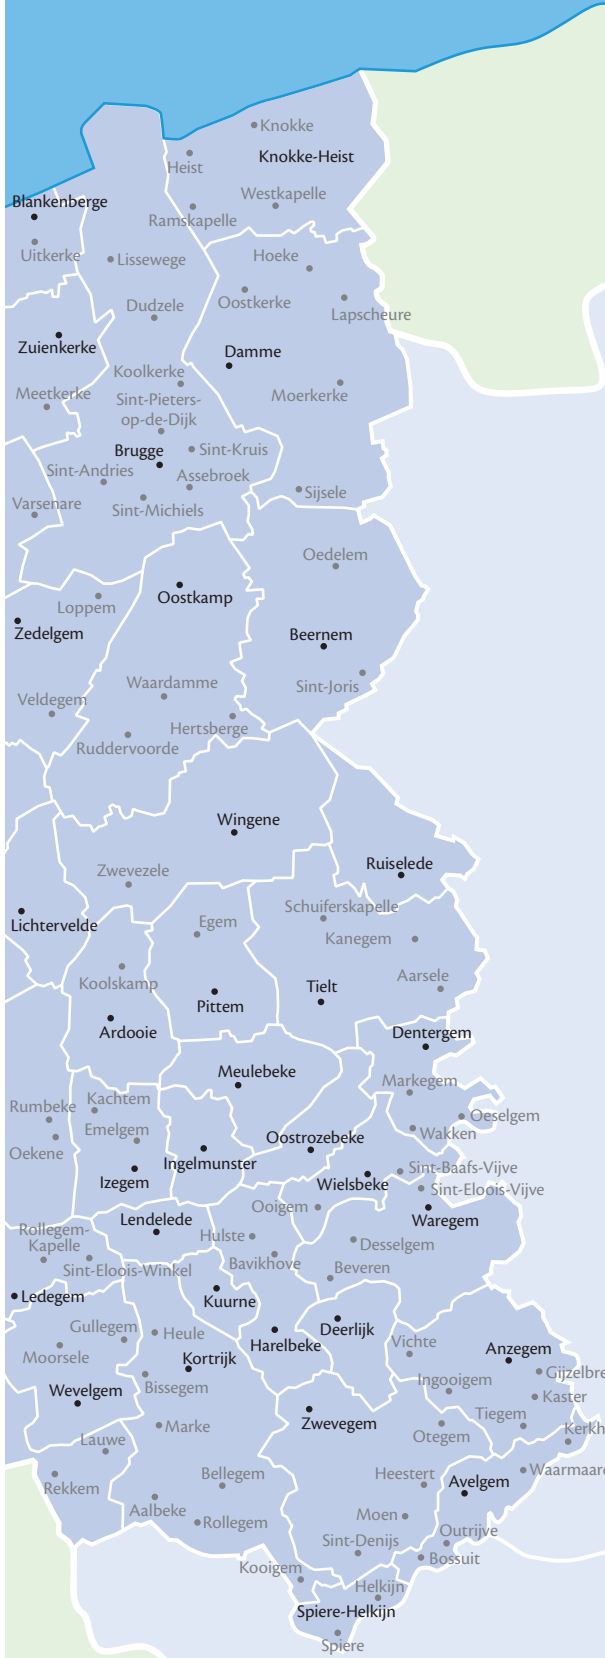 Knokke
Knokke-Heist
Heist
Westkapelle
Blankenberge
Ramskapelle
Uitkerke
Lissewege
Hoeke
Oostkerke
Dudzele
Lapscheure
Zuienkerke
Damme
Koolkerke
Meetkerke
Sint-Pieters-
op-de-Dijk
Moerkerke
Brugge
Sint-Kruis
Sint-Andries
Assebroek
Sijsele
Varsenare
Sint-Michiels
Oedelem
Oostkamp
Loppem
Zedelgem
Beernem
Waardamme
Sint-Joris
Veldegem
Hertsberge
Ruddervoorde
Wingene
Ruiselede
Zwevezele
Schuiferskapelle
Lichtervelde
Egem
Kanegem
Koolskamp
Aarsele
Tielt
Pittem
Ardooie
Dentergem
Meulebeke
Markegem
Kachtem
Rumbeke
Oeselgem
Emelgem
Wakken
Oostrozebeke
Oekene
Ingelmunster
Sint-Baafs-Vijve
Izegem
Wielsbeke
Sint-Eloois-Vijve
Ooigem
Lendelede
Waregem
Rollegem-
Kapelle
Hulste
Desselgem
Bavikhove
Beveren
Sint-Eloois-Winkel
Ledegem
Kuurne
Gullegem
Heule
Deerlijk
Harelbeke
Vichte
Anzegem
Moorsele
Kortrijk
Gijzelbre
Bissegem
Ingooigem
Wevelgem
Kaster
Zwevegem
Tiegem
Marke
Kerkh
Lauwe
Otegem
Bellegem
Heestert
Waarmaard
Rekkem
Avelgem
Aalbeke
Moen
Rollegem
Outrijve
Sint-Denijs
Bossuit
Kooigem
Helkijn
Spiere-Helkijn
Spiere